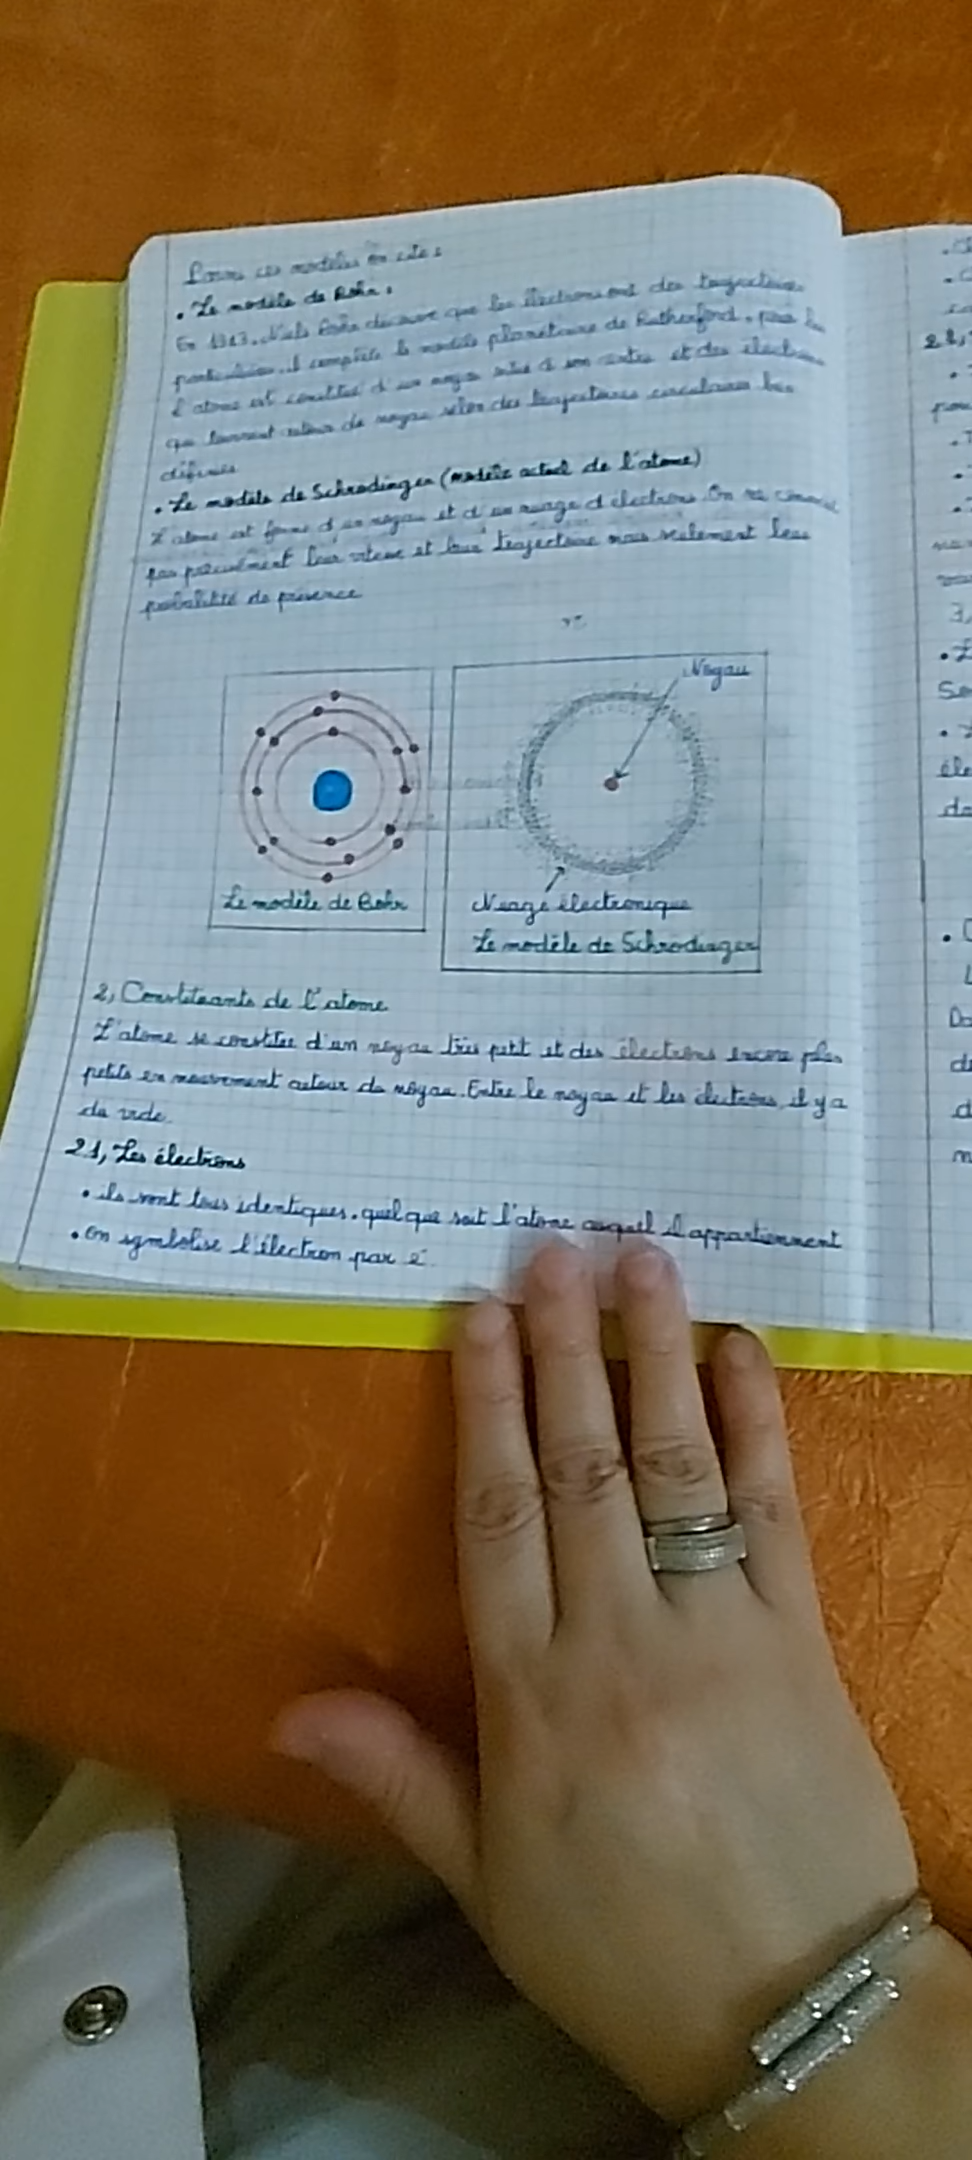 Parmi ces modèles on cite :
• Le modèle de Bohr :
En 1913, Niels Bohr découvre que les électrons ont des trajectoires
particulières, il complète le modèle planétaire de Rutherford, pour lui
l'atome est constitué d'un noyau situé à son centre et des électrons
qui tournent autour du noyau selon des trajectoires circulaires bien
définies
• Le modèle de Schrodinger (modèle actuel de l'atome)
L'atome est formé d'un noyau et d'un nuage d'électrons. On ne connait
pas précisément leur vitesse et leur trajectoire mais seulement leur
probabilité de présence
Noyau
Le modèle de Bohr
Nuage électronique
Le modèle de Schrodinger
2, Constituants de l'atome
L'atome se constitue d'un noyau très petit et des électrons encore plus
petits en mouvement autour du noyau. Entre le noyau et les électrons, il y a
du vide.
2.1, Les électrons
• ils sont tous identiques, quel que soit l'atome auquel il appartiennent
• on symbolise l'électron par e⁻.